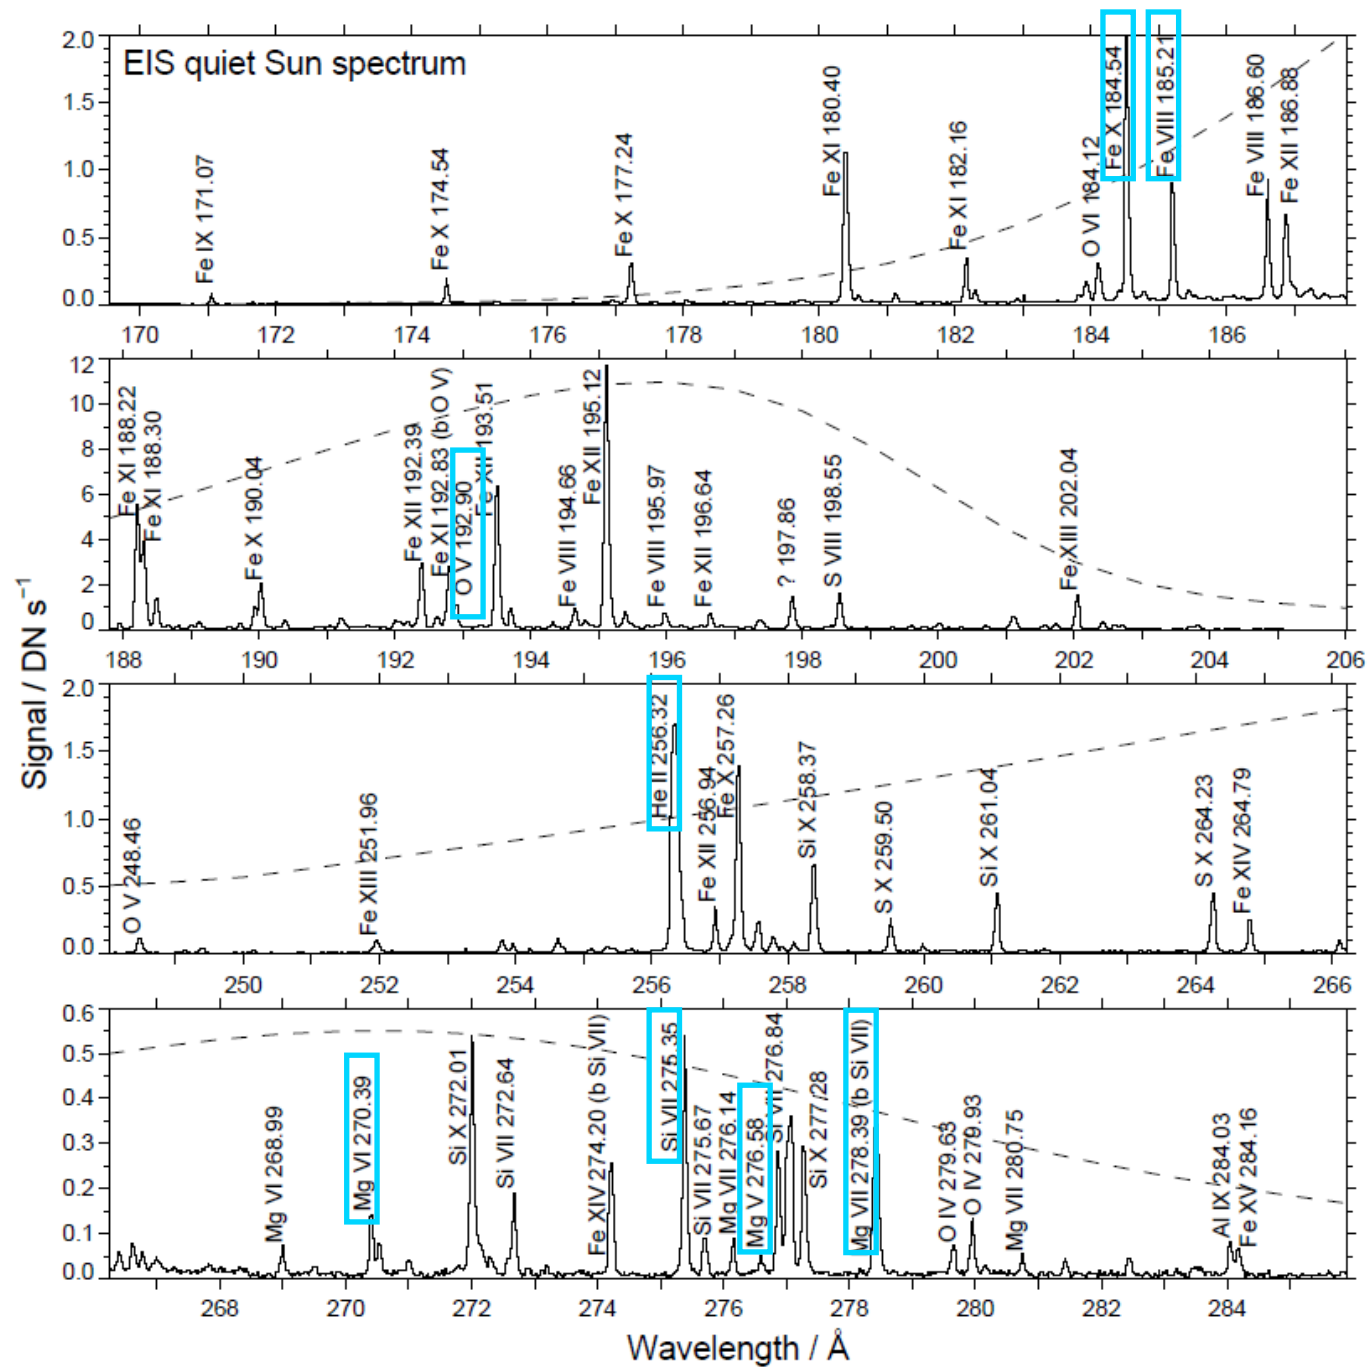 EIS quiet Sun spectrum
Signal / DN s⁻¹
2.0
1.5
1.0
0.5
0.0
Fe IX 171.07
Fe X 174.54
Fe X 177.24
Fe XI 180.40
Fe XI 182.16
O VI 184.12
Fe X 184.54
Fe VIII 185.21
Fe VIII 186.60
Fe XII 186.88
170 172 174 176 178 180 182 184 186
12
10
8
6
4
2
0
Fe XI 188.22
Fe XI 188.30
Fe X 190.04
Fe XII 192.39
Fe XI 192.83 (b\O V)
O V 192.90
Fe XII 193.51
Fe VIII 194.66
Fe XII 195.12
Fe VIII 195.97
Fe XII 196.64
? 197.86
S VIII 198.55
Fe XIII 202.04
188 190 192 194 196 198 200 202 204 206
2.0
1.5
1.0
0.5
0.0
O V 248.46
Fe XIII 251.96
He II 256.32
Fe XII 256.94
Fe X 257.26
Si X 258.37
S X 259.50
Si X 261.04
S X 264.23
Fe XIV 264.79
250 252 254 256 258 260 262 264 266
0.6
0.5
0.4
0.3
0.2
0.1
0.0
Mg VI 268.99
Mg VI 270.39
Si X 272.01
Si VII 272.64
Fe XIV 274.20 (b Si VII)
Si VII 275.35
Si VII 275.67
Mg VII 276.14
Mg V 276.58
276.84
Si X 277.28
Mg VII 278.39 (b Si VII)
O IV 279.63
O IV 279.93
Mg VII 280.75
Al IX 284.03
Fe XV 284.16
268 270 272 274 276 278 280 282 284
Wavelength / Å